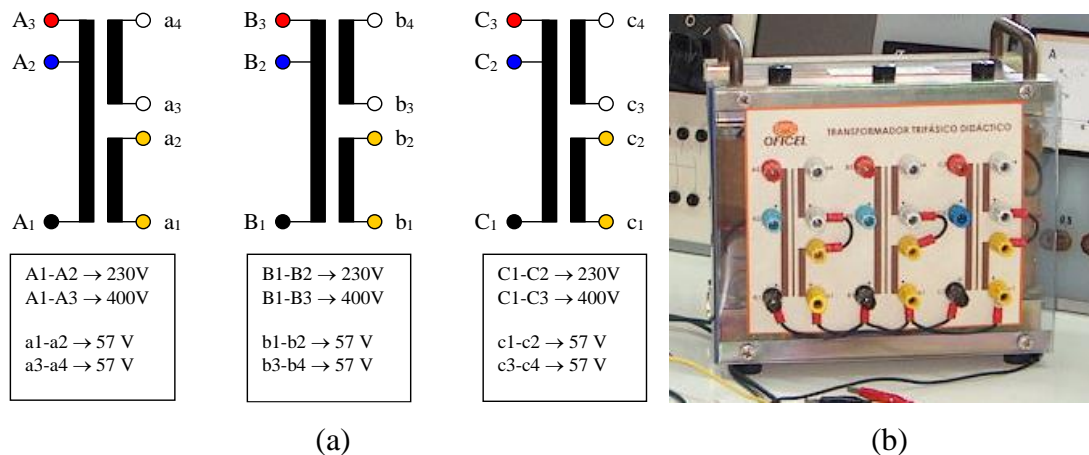 A3 a4 B3 b4 C3 c4
A2 B2 C2
a3 b3 c3
a2 b2 c2
A1 a1 B1 b1 C1 c1
A1-A2 → 230V
A1-A3 → 400V
a1-a2 → 57 V
a3-a4 → 57 V
B1-B2 → 230V
B1-B3 → 400V
b1-b2 → 57 V
b3-b4 → 57 V
C1-C2 → 230V
C1-C3 → 400V
c1-c2 → 57 V
c3-c4 → 57 V
OFICEL
TRANSFORMADOR TRIFÁSICO DIDÁCTICO
A
0.5
(a)
(b)